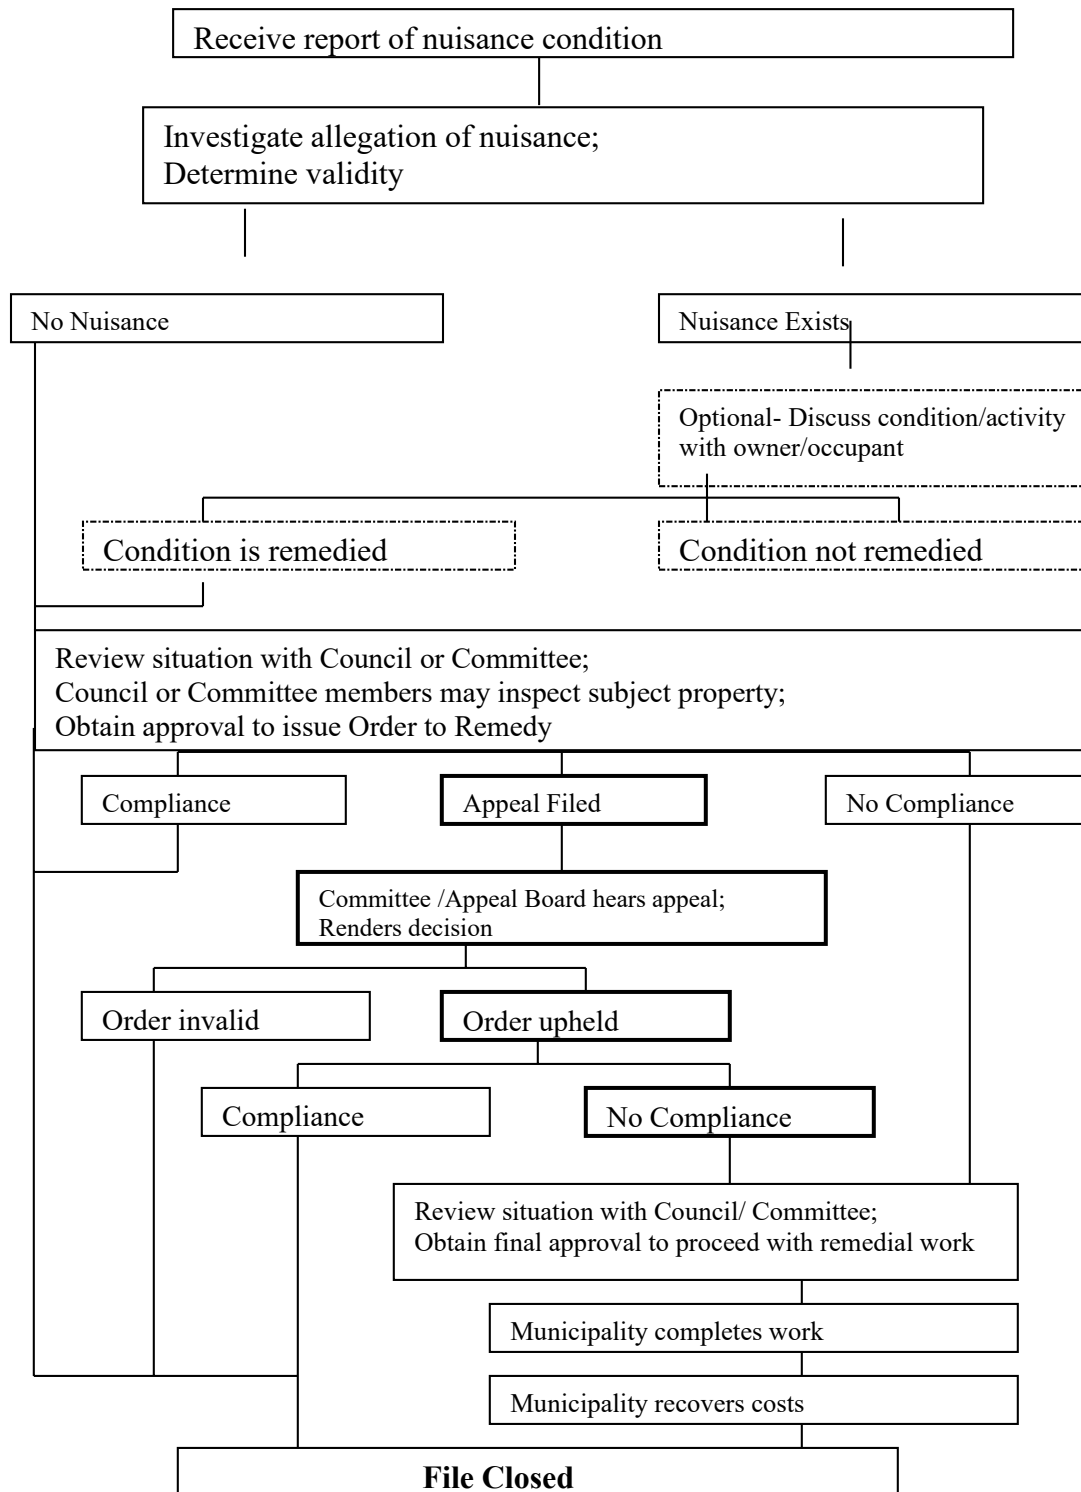 Receive report of nuisance condition
Investigate allegation of nuisance;
Determine validity
No Nuisance
Nuisance Exists
Optional- Discuss condition/activity
with owner/occupant
Condition is remedied
Condition not remedied
Review situation with Council or Committee;
Council or Committee members may inspect subject property;
Obtain approval to issue Order to Remedy
Compliance
Appeal Filed
No Compliance
Committee /Appeal Board hears appeal;
Renders decision
Order invalid
Order upheld
Compliance
No Compliance
Review situation with Council/ Committee;
Obtain final approval to proceed with remedial work
Municipality completes work
Municipality recovers costs
File Closed